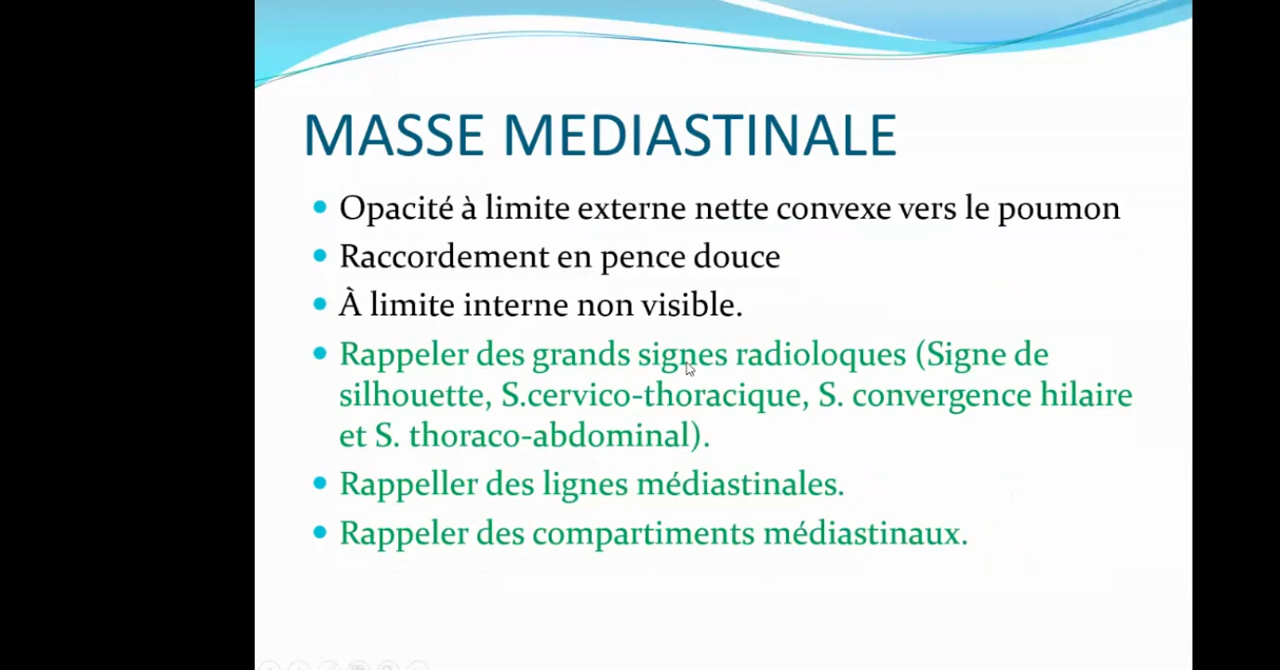 MASSE MEDIASTINALE
Opacité à limite externe nette convexe vers le poumon
Raccordement en pence douce
À limite interne non visible.
Rappeler des grands signes radioloques (Signe de
silhouette, S.cervico-thoracique, S. convergence hilaire
et S. thoraco-abdominal).
Rappeller des lignes médiastinales.
Rappeler des compartiments médiastinaux.